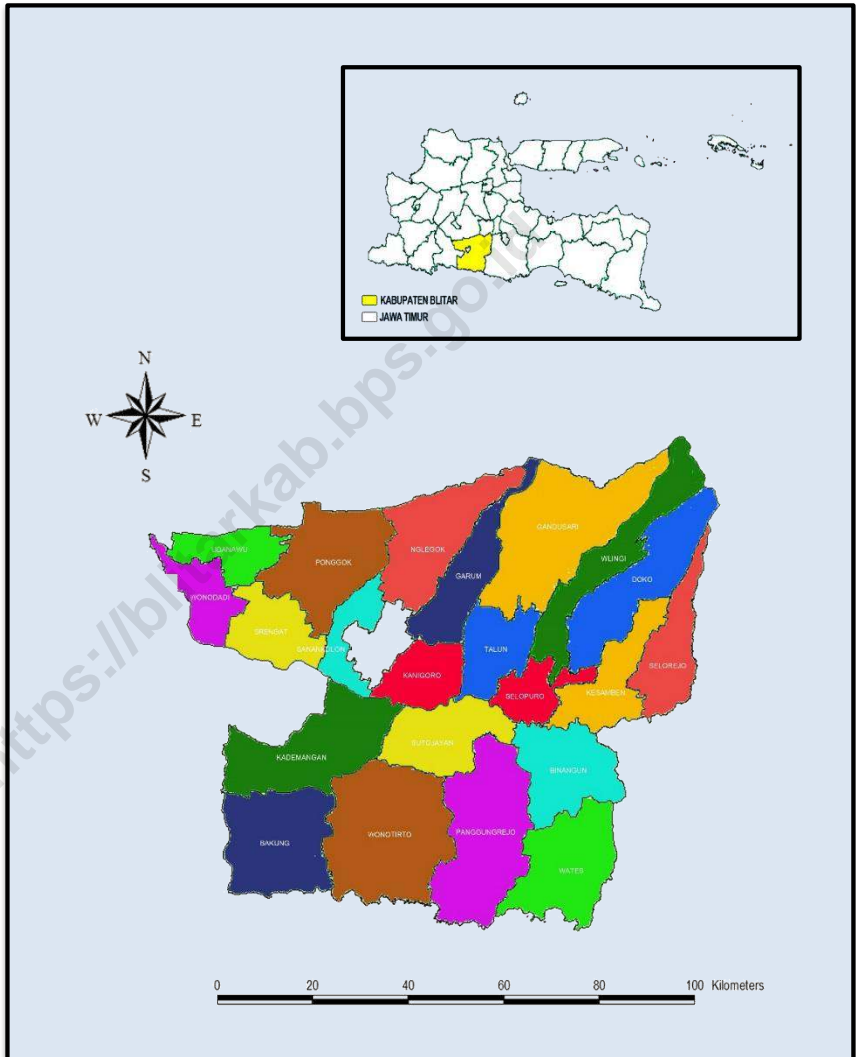 KABUPATEN BLITAR
JAWA TIMUR
N
W E
S
https://blitarkab.bps.go.id
UDANAWU
PONGGOK
NGLEGOK
GARUM
GANDUSARI
WLINGI
DOKO
WONODADI
SRENGAT
SANANKULON
KANIGORO
TALUN
SELOPURO
KESAMBEN
SELOREJO
KADEMANGAN
SUTOJAYAN
BINANGUN
BAKUNG
WONOTIRTO
PANGGUNGREJO
WATES
0 20 40 60 80 100 Kilometers